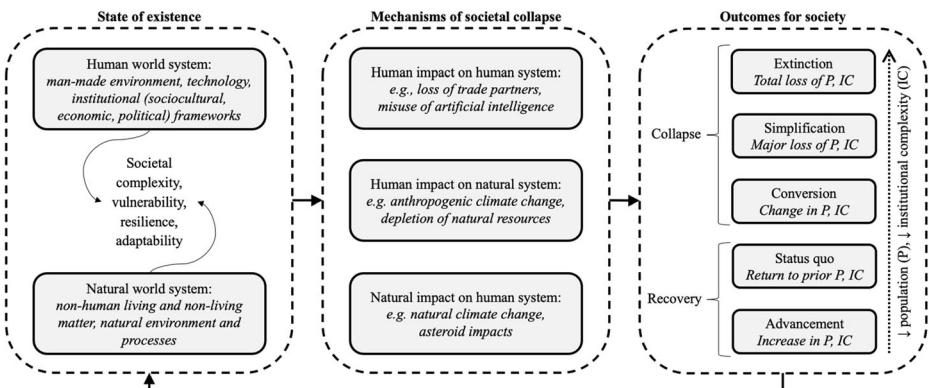 State of existence
Human world system:
man-made environment, technology,
institutional (sociocultural,
economic, political) frameworks
Societal
complexity,
vulnerability,
resilience,
adaptability
Natural world system:
non-human living and non-living
matter, natural environment and
processes
Mechanisms of societal collapse
Human impact on human system:
e.g., loss of trade partners,
misuse of artificial intelligence
Human impact on natural system:
e.g. anthropogenic climate change,
depletion of natural resources
Natural impact on human system:
e.g. natural climate change,
asteroid impacts
Outcomes for society
Collapse
Extinction
Total loss of P, IC
Simplification
Major loss of P, IC
Conversion
Change in P, IC
Recovery
Status quo
Return to prior P, IC
Advancement
Increase in P, IC
↓ population (P), ↓ institutional complexity (IC)